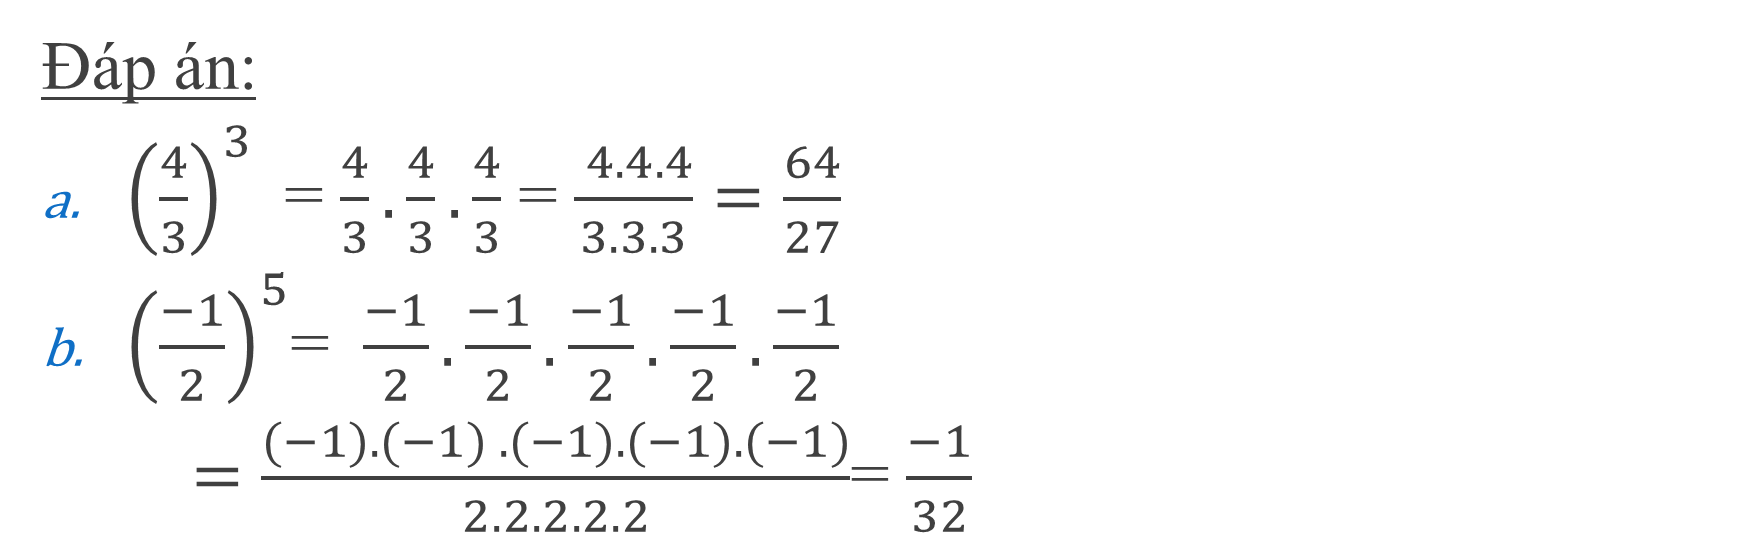 Đáp án:
a. (4/3)^3 = 4/3 . 4/3 . 4/3 = 4.4.4/3.3.3 = 64/27
b. (−1/2)^5 = −1/2 . −1/2 . −1/2 . −1/2 . −1/2
= (−1).(−1) .(−1).(−1).(−1)/2.2.2.2.2 = −1/32